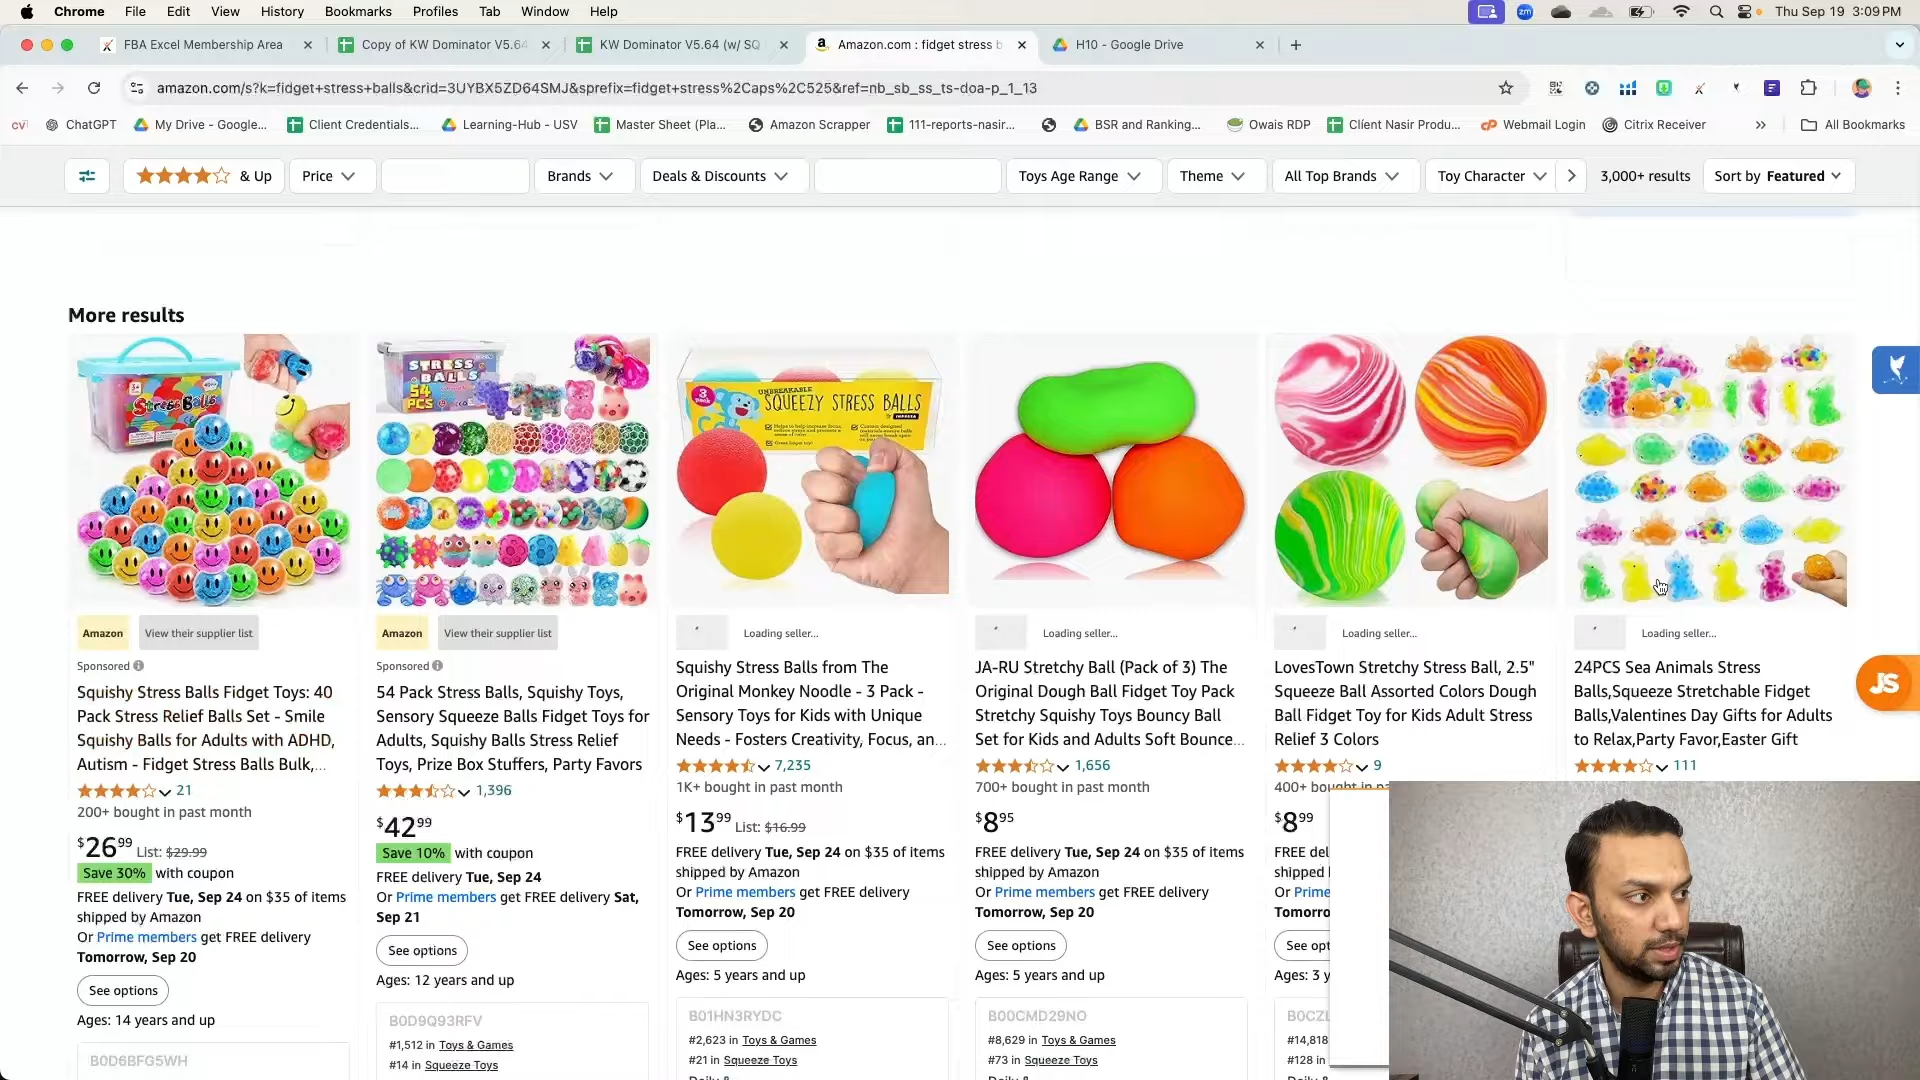 Chrome File Edit View History Bookmarks Profiles Tab Window Help
zm
Thu Sep 19 3:09 PM
FBA Excel Membership Area
Copy of KW Dominator V5.64
KW Dominator V5.64 (w/ SQ
Amazon.com : fidget stress b
H10 - Google Drive
amazon.com/s?k=fidget+stress+balls&crid=3UYBX5ZD64SMJ&sprefix=fidget+stress%2Caps%2C525&ref=nb_sb_ss_ts-doa-p_1_13
ChatGPT
My Drive - Google...
Client Credentials...
Learning-Hub - USV
Master Sheet (Pla...
Amazon Scrapper
111-reports-nasir...
BSR and Ranking...
Owais RDP
Client Nasir Produ...
Webmail Login
Citrix Receiver
All Bookmarks
& Up
Price
Brands
Deals & Discounts
Toys Age Range
Theme
All Top Brands
Toy Character
3,000+ results
Sort by Featured
More results
Stress Balls
STRESS
BALLS
54
PCS
3
pack
UNBREAKABLE
SQUEEZY STRESS BALLS
Amazon
View their supplier list
Sponsored
Squishy Stress Balls Fidget Toys: 40
Pack Stress Relief Balls Set - Smile
Squishy Balls for Adults with ADHD,
Autism - Fidget Stress Balls Bulk,...
21
200+ bought in past month
$26.99 List: $29.99
Save 30% with coupon
FREE delivery Tue, Sep 24 on $35 of items
shipped by Amazon
Or Prime members get FREE delivery
Tomorrow, Sep 20
See options
Ages: 14 years and up
B0D6BFG5WH
Amazon
View their supplier list
Sponsored
54 Pack Stress Balls, Squishy Toys,
Sensory Squeeze Balls Fidget Toys for
Adults, Squishy Balls Stress Relief
Toys, Prize Box Stuffers, Party Favors
1,396
$42.99
Save 10% with coupon
FREE delivery Tue, Sep 24
Or Prime members get FREE delivery Sat,
Sep 21
See options
Ages: 12 years and up
B0D9Q93RFV
#1,512 in Toys & Games
#14 in Squeeze Toys
Loading seller...
Squishy Stress Balls from The
Original Monkey Noodle - 3 Pack -
Sensory Toys for Kids with Unique
Needs - Fosters Creativity, Focus, an...
7,235
1K+ bought in past month
$13.99 List: $16.99
FREE delivery Tue, Sep 24 on $35 of items
shipped by Amazon
Or Prime members get FREE delivery
Tomorrow, Sep 20
See options
Ages: 5 years and up
B01HN3RYDC
#2,623 in Toys & Games
#21 in Squeeze Toys
Loading seller...
JA-RU Stretchy Ball (Pack of 3) The
Original Dough Ball Fidget Toy Pack
Stretchy Squishy Toys Bouncy Ball
Set for Kids and Adults Soft Bounce...
1,656
700+ bought in past month
$8.95
FREE delivery Tue, Sep 24 on $35 of items
shipped by Amazon
Or Prime members get FREE delivery
Tomorrow, Sep 20
See options
Ages: 5 years and up
B00CMD29NO
#8,629 in Toys & Games
#73 in Squeeze Toys
Loading seller...
LovesTown Stretchy Stress Ball, 2.5"
Squeeze Ball Assorted Colors Dough
Ball Fidget Toy for Kids Adult Stress
Relief 3 Colors
9
400+ bought in pa
$8.99
FREE del
shipped
Or Prime
Tomorro
See opt
Ages: 3 y
B0CZL
#14,818
#128 in
Loading seller...
24PCS Sea Animals Stress
Balls,Squeeze Stretchable Fidget
Balls,Valentines Day Gifts for Adults
to Relax,Party Favor,Easter Gift
111
JS